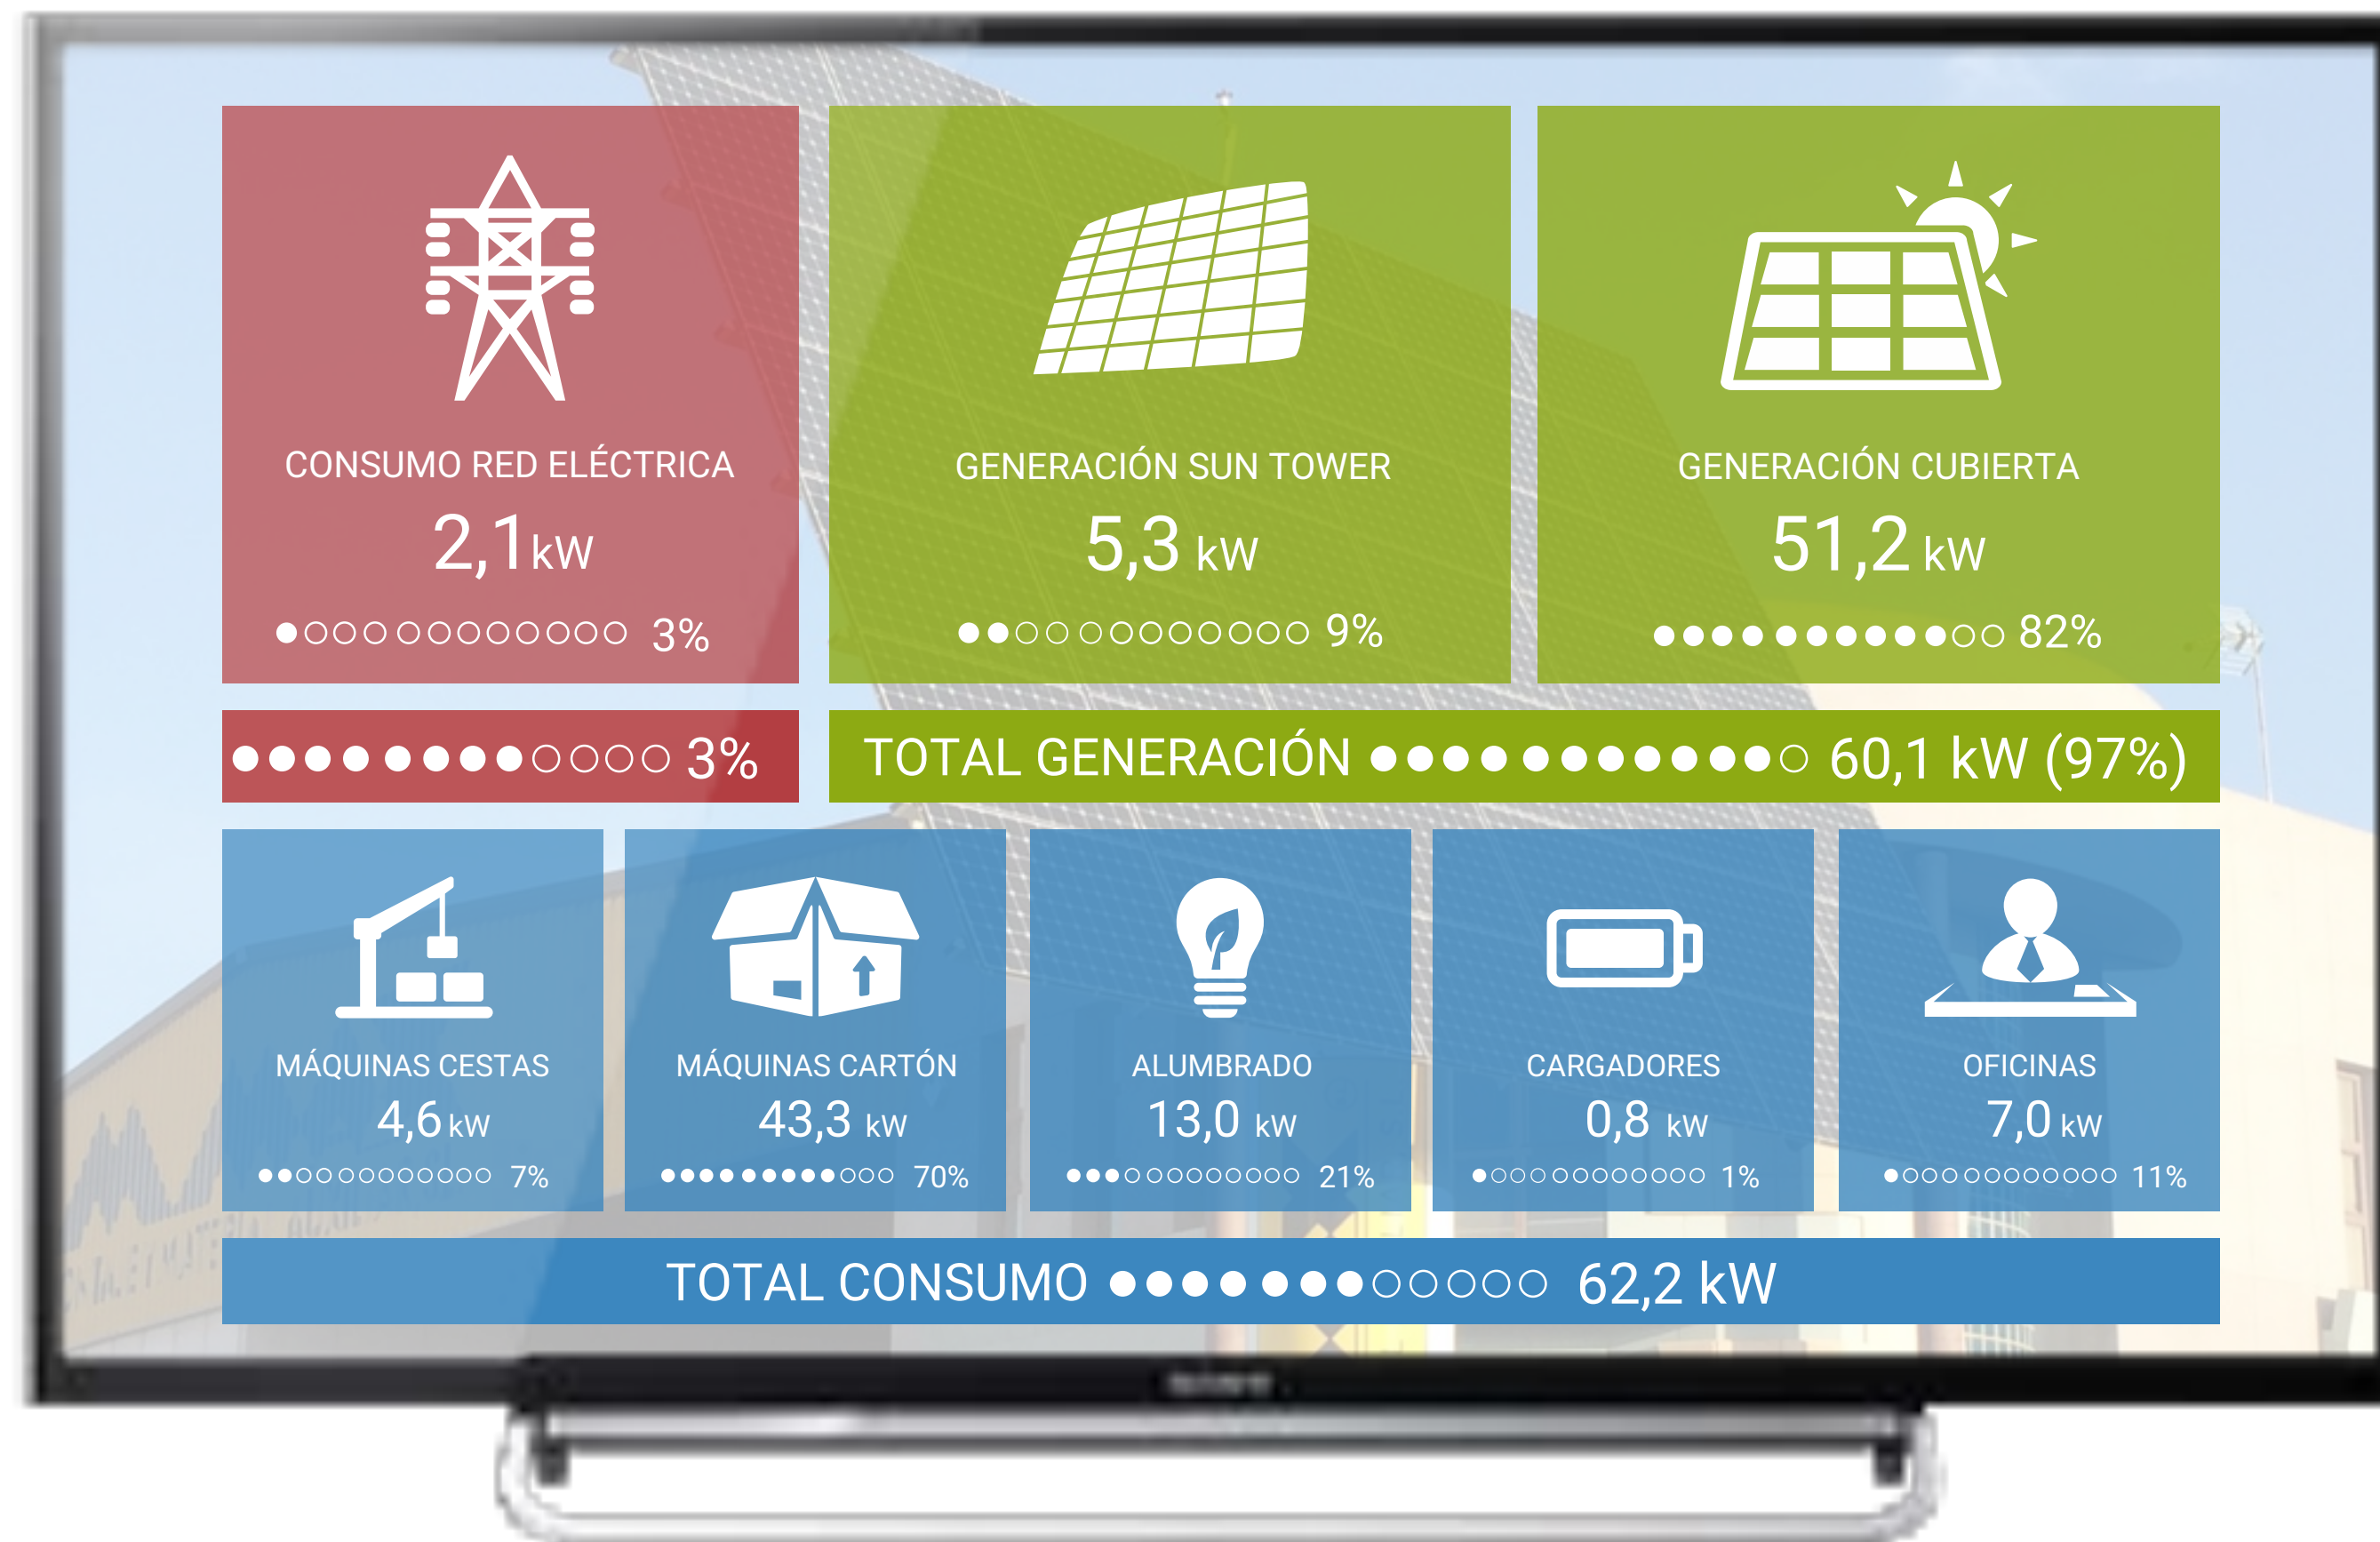 CONSUMO RED ELÉCTRICA
2,1 kW
3%
GENERACIÓN SUN TOWER
5,3 kW
9%
GENERACIÓN CUBIERTA
51,2 kW
82%
3%
TOTAL GENERACIÓN 60,1 kW (97%)
MÁQUINAS CESTAS
4,6 kW
7%
MÁQUINAS CARTÓN
43,3 kW
70%
ALUMBRADO
13,0 kW
21%
CARGADORES
0,8 kW
1%
OFICINAS
7,0 kW
11%
TOTAL CONSUMO 62,2 kW